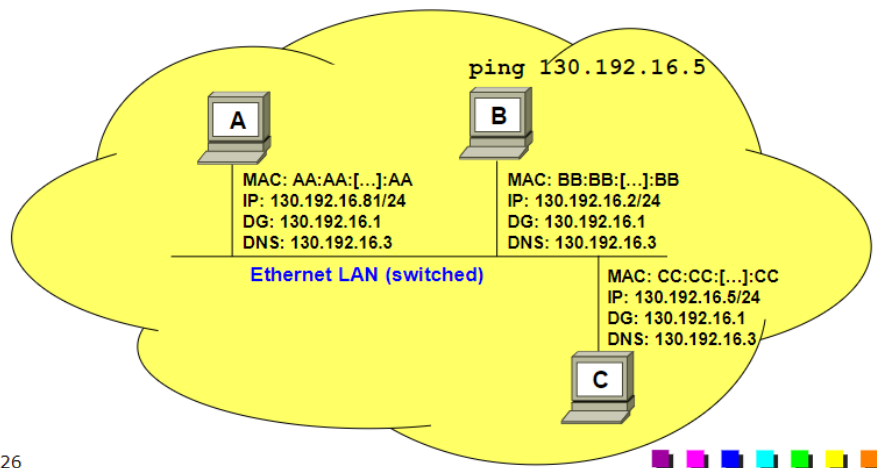 ping 130.192.16.5
A
B
MAC: AA:AA:[...]:AA
IP: 130.192.16.81/24
DG: 130.192.16.1
DNS: 130.192.16.3
MAC: BB:BB:[...]:BB
IP: 130.192.16.2/24
DG: 130.192.16.1
DNS: 130.192.16.3
Ethernet LAN (switched)
MAC: CC:CC:[...]:CC
IP: 130.192.16.5/24
DG: 130.192.16.1
DNS: 130.192.16.3
C
26